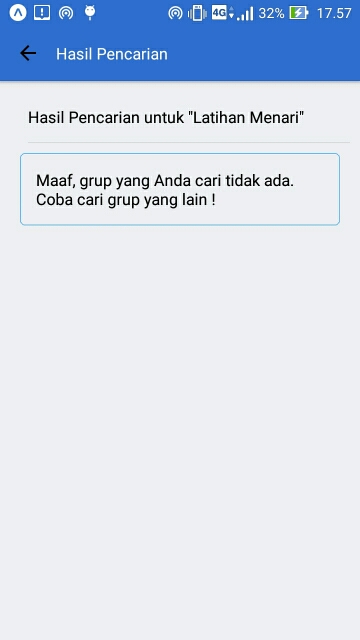 4G 32% 17.57
Hasil Pencarian
Hasil Pencarian untuk "Latihan Menari"
Maaf, grup yang Anda cari tidak ada.
Coba cari grup yang lain !